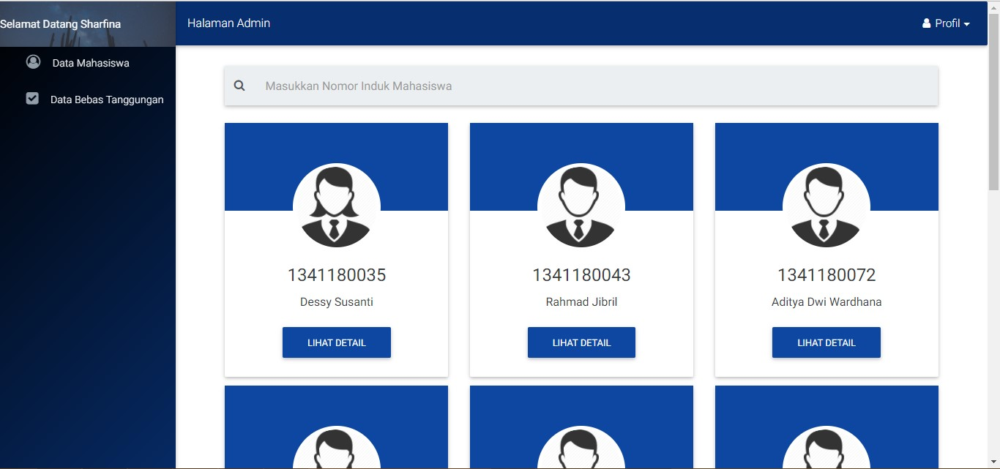 Selamat Datang Sharfina
Halaman Admin
Profil
Data Mahasiswa
Data Bebas Tanggungan
Masukkan Nomor Induk Mahasiswa
1341180035
Dessy Susanti
LIHAT DETAIL
1341180043
Rahmad Jibril
LIHAT DETAIL
1341180072
Aditya Dwi Wardhana
LIHAT DETAIL